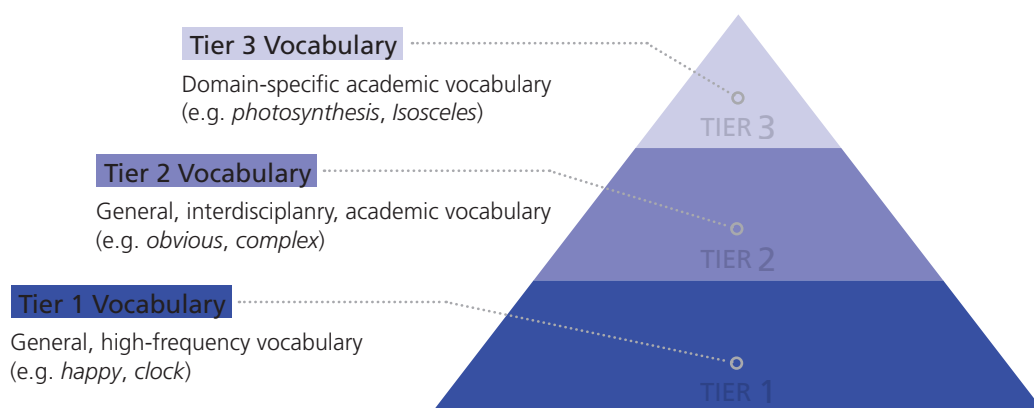 Tier 3 Vocabulary
Domain-specific academic vocabulary
(e.g. photosynthesis, Isosceles)
TIER 3
Tier 2 Vocabulary
General, interdisciplanry, academic vocabulary
(e.g. obvious, complex)
TIER 2
Tier 1 Vocabulary
General, high-frequency vocabulary
(e.g. happy, clock)
TIER 1